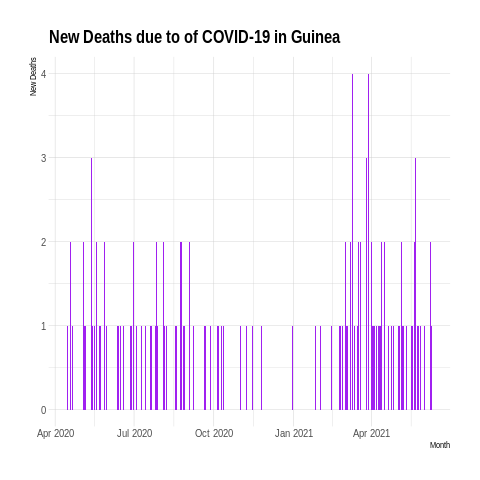 New Deaths due to of COVID-19 in Guinea
New Deaths
4
3
2
1
0
Apr 2020 Jul 2020 Oct 2020 Jan 2021 Apr 2021
Month